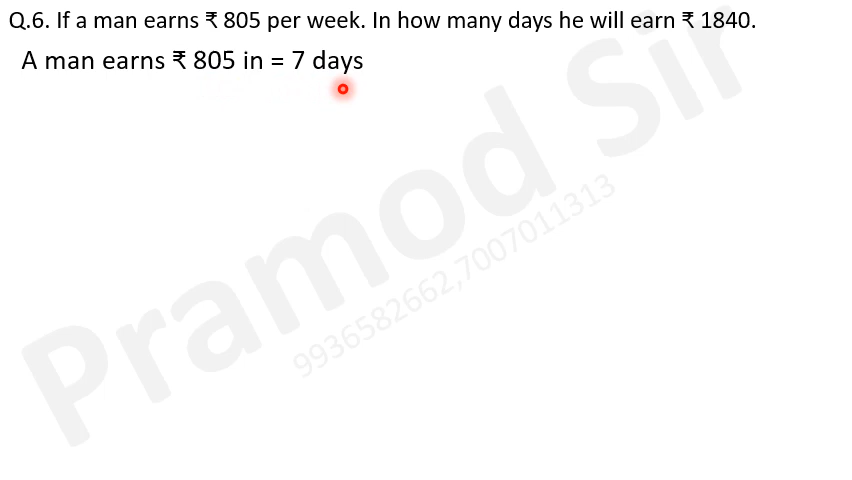 Q.6. If a man earns ₹ 805 per week. In how many days he will earn ₹ 1840.
A man earns ₹ 805 in = 7 days
Pramod Sir
9936582662,7007011313